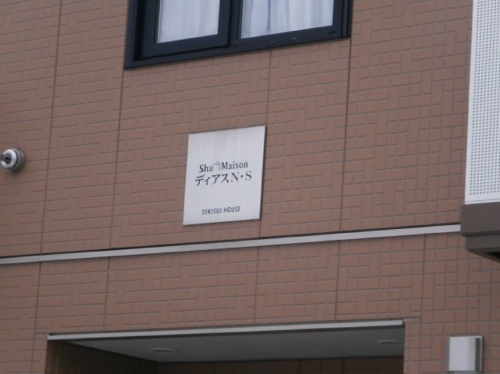 Sha Maison
ディアスN・S
SEKISUI HOUSE